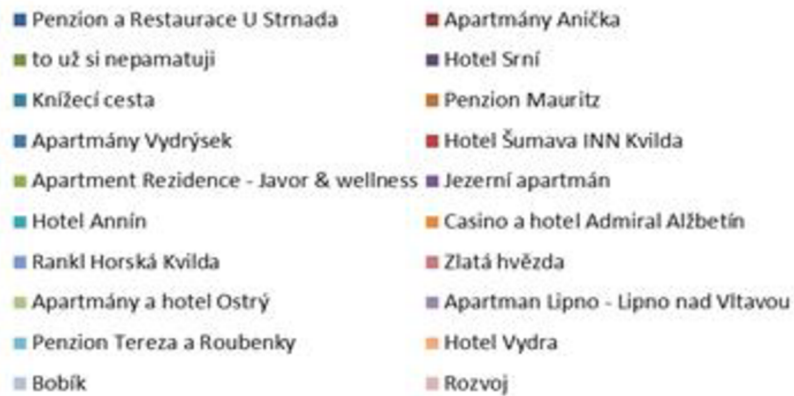 Penzion a Restaurace U Strnada
Apartmány Anička
to už si nepamatuji
Hotel Srní
Knížecí cesta
Penzion Mauritz
Apartmány Vydrýsek
Hotel Šumava INN Kvilda
Apartment Rezidence - Javor & wellness
Jezerní apartmán
Hotel Annín
Casino a hotel Admiral Alžbetín
Rankl Horská Kvilda
Zlatá hvězda
Apartmány a hotel Ostrý
Apartman Lipno - Lipno nad Vltavou
Penzion Tereza a Roubenky
Hotel Vydra
Bobík
Rozvoj